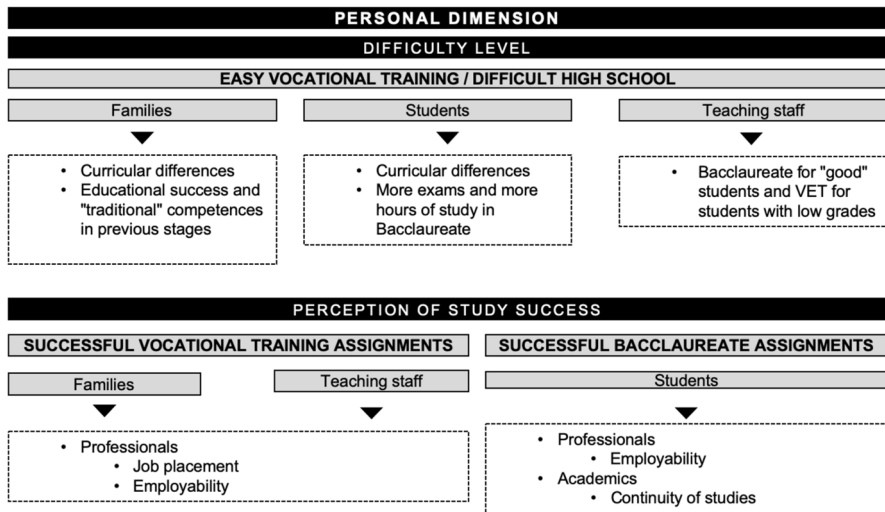 PERSONAL DIMENSION
DIFFICULTY LEVEL
EASY VOCATIONAL TRAINING / DIFFICULT HIGH SCHOOL
Families
Students
Teaching staff
• Curricular differences
• Educational success and
"traditional" competences
in previous stages
• Curricular differences
• More exams and more
hours of study in
Baccalaureate
• Bacclaureate for "good"
students and VET for
students with low grades
PERCEPTION OF STUDY SUCCESS
SUCCESSFUL VOCATIONAL TRAINING ASSIGNMENTS
SUCCESSFUL BACCLAUREATE ASSIGNMENTS
Families
Teaching staff
Students
• Professionals
• Job placement
• Employability
• Professionals
• Employability
• Academics
• Continuity of studies